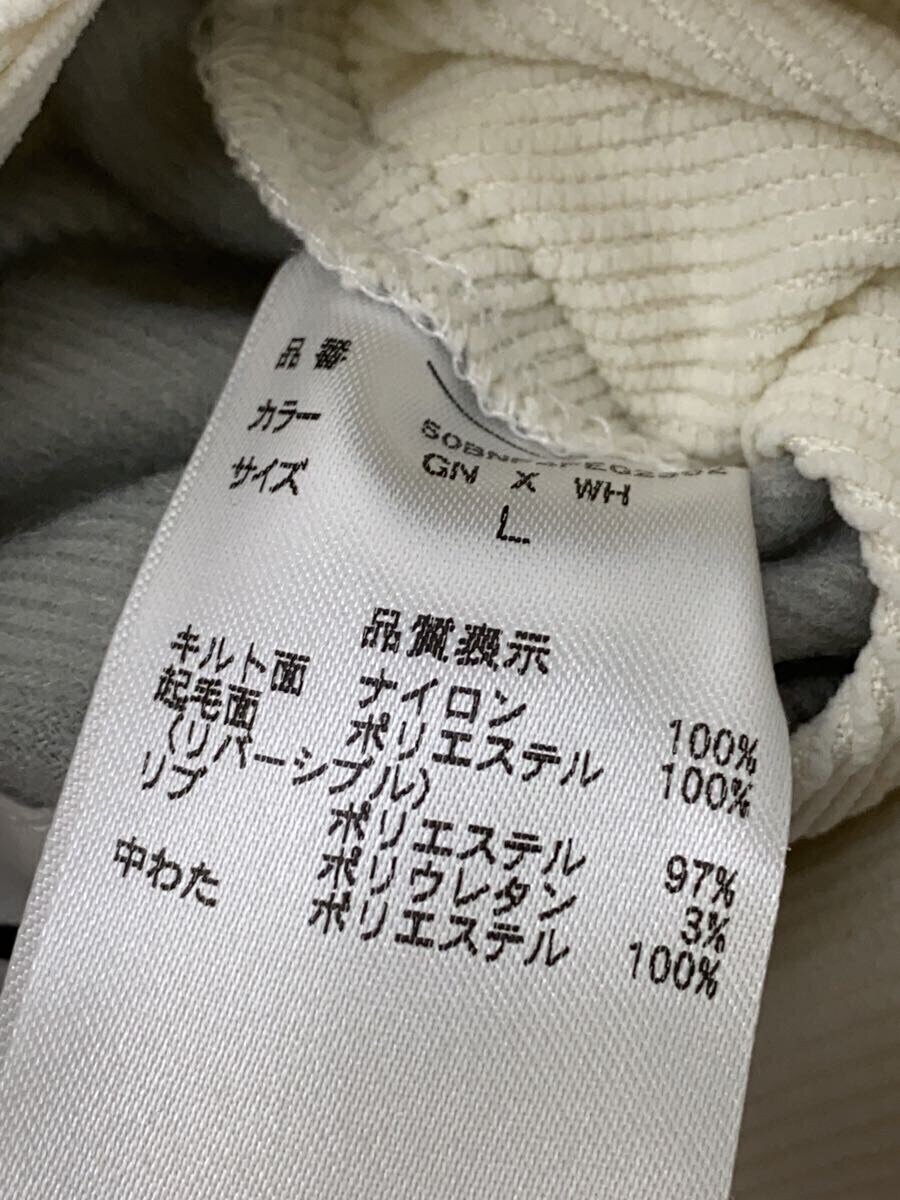 品番
カラー GN X WH
サイズ L
品質表示
キルト面 ナイロン 100%
起毛面 ポリエステル 100%
(リバーシブル)
リブ ポリエステル 97%
ポリウレタン 3%
中わた ポリエステル 100%